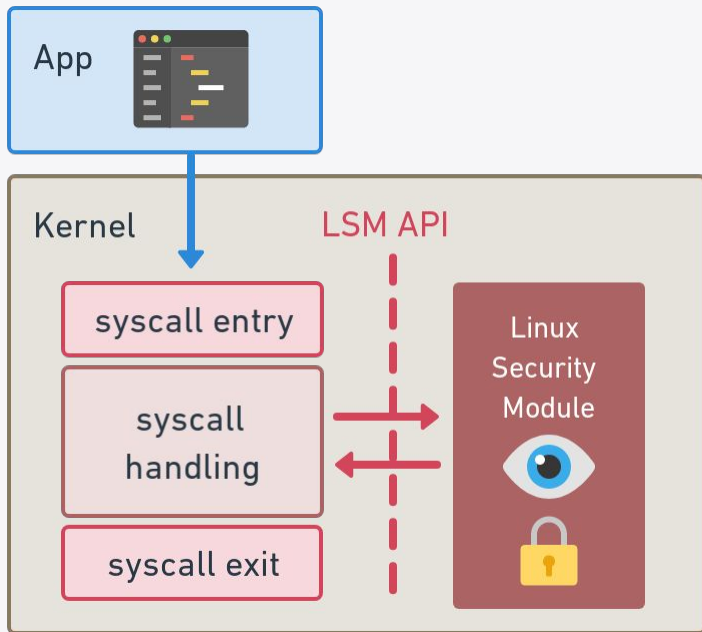 App
Kernel
LSM API
syscall entry
syscall
handling
syscall exit
Linux
Security
Module